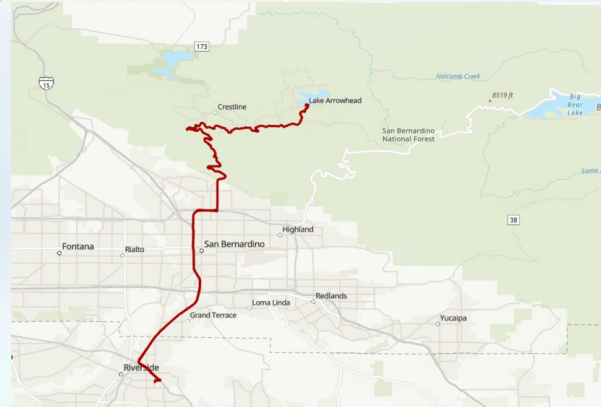 173
15
Holcomb Creek
8519 ft
Big
Bear
Lake
B
Crestline
Lake Arrowhead
San Bernardino
National Forest
38
Highland
Fontana
Rialto
San Bernardino
Loma Linda
Redlands
Grand Terrace
Yucaipa
Riverside